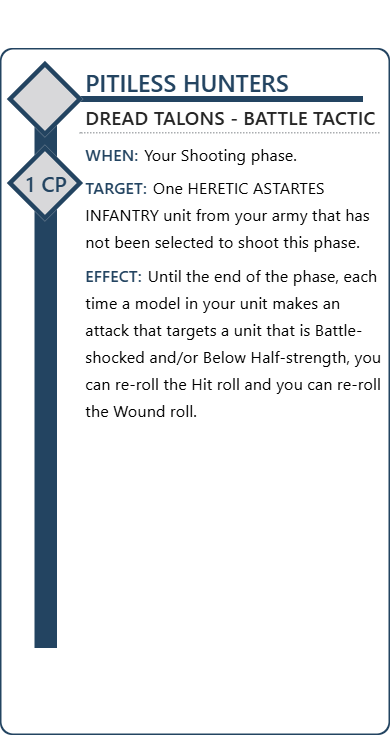 PITILESS HUNTERS
DREAD TALONS - BATTLE TACTIC
1 CP
WHEN: Your Shooting phase.
TARGET: One HERETIC ASTARTES
INFANTRY unit from your army that has
not been selected to shoot this phase.
EFFECT: Until the end of the phase, each
time a model in your unit makes an
attack that targets a unit that is Battle-
shocked and/or Below Half-strength, you
can re-roll the Hit roll and you can re-roll
the Wound roll.